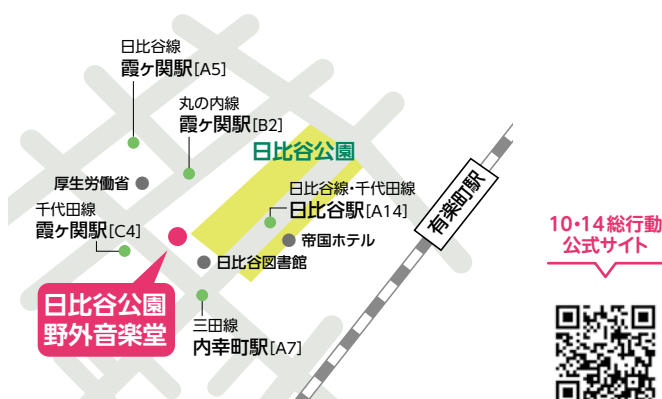 日比谷線
霞ヶ関駅[A5]
丸の内線
霞ヶ関駅[B2]
日比谷公園
厚生労働省
千代田線
霞ヶ関駅[C4]
日比谷線・千代田線
日比谷駅[A14]
帝国ホテル
日比谷図書館
有楽町駅
日比谷公園
野外音楽堂
三田線
内幸町駅[A7]
10・14総行動
公式サイト